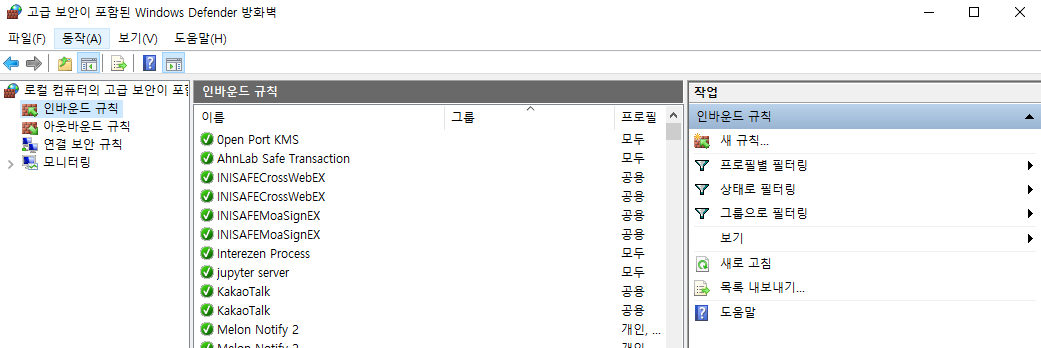 고급 보안이 포함된 Windows Defender 방화벽
파일(F) 동작(A) 보기(V) 도움말(H)
로컬 컴퓨터의 고급 보안이 포함
인바운드 규칙
아웃바운드 규칙
연결 보안 규칙
모니터링
인바운드 규칙
이름 그룹 프로필
0pen Port KMS 모두
AhnLab Safe Transaction 모두
INISAFECrossWebEX 공용
INISAFECrossWebEX 공용
INISAFEMoaSignEX 공용
INISAFEMoaSignEX 공용
Interezen Process 모두
jupyter server 모두
KakaoTalk 공용
KakaoTalk 공용
Melon Notify 2 개인, ...
Melon Notify 2
작업
인바운드 규칙
새 규칙...
프로필별 필터링
상태로 필터링
그룹으로 필터링
보기
새로 고침
목록 내보내기...
도움말